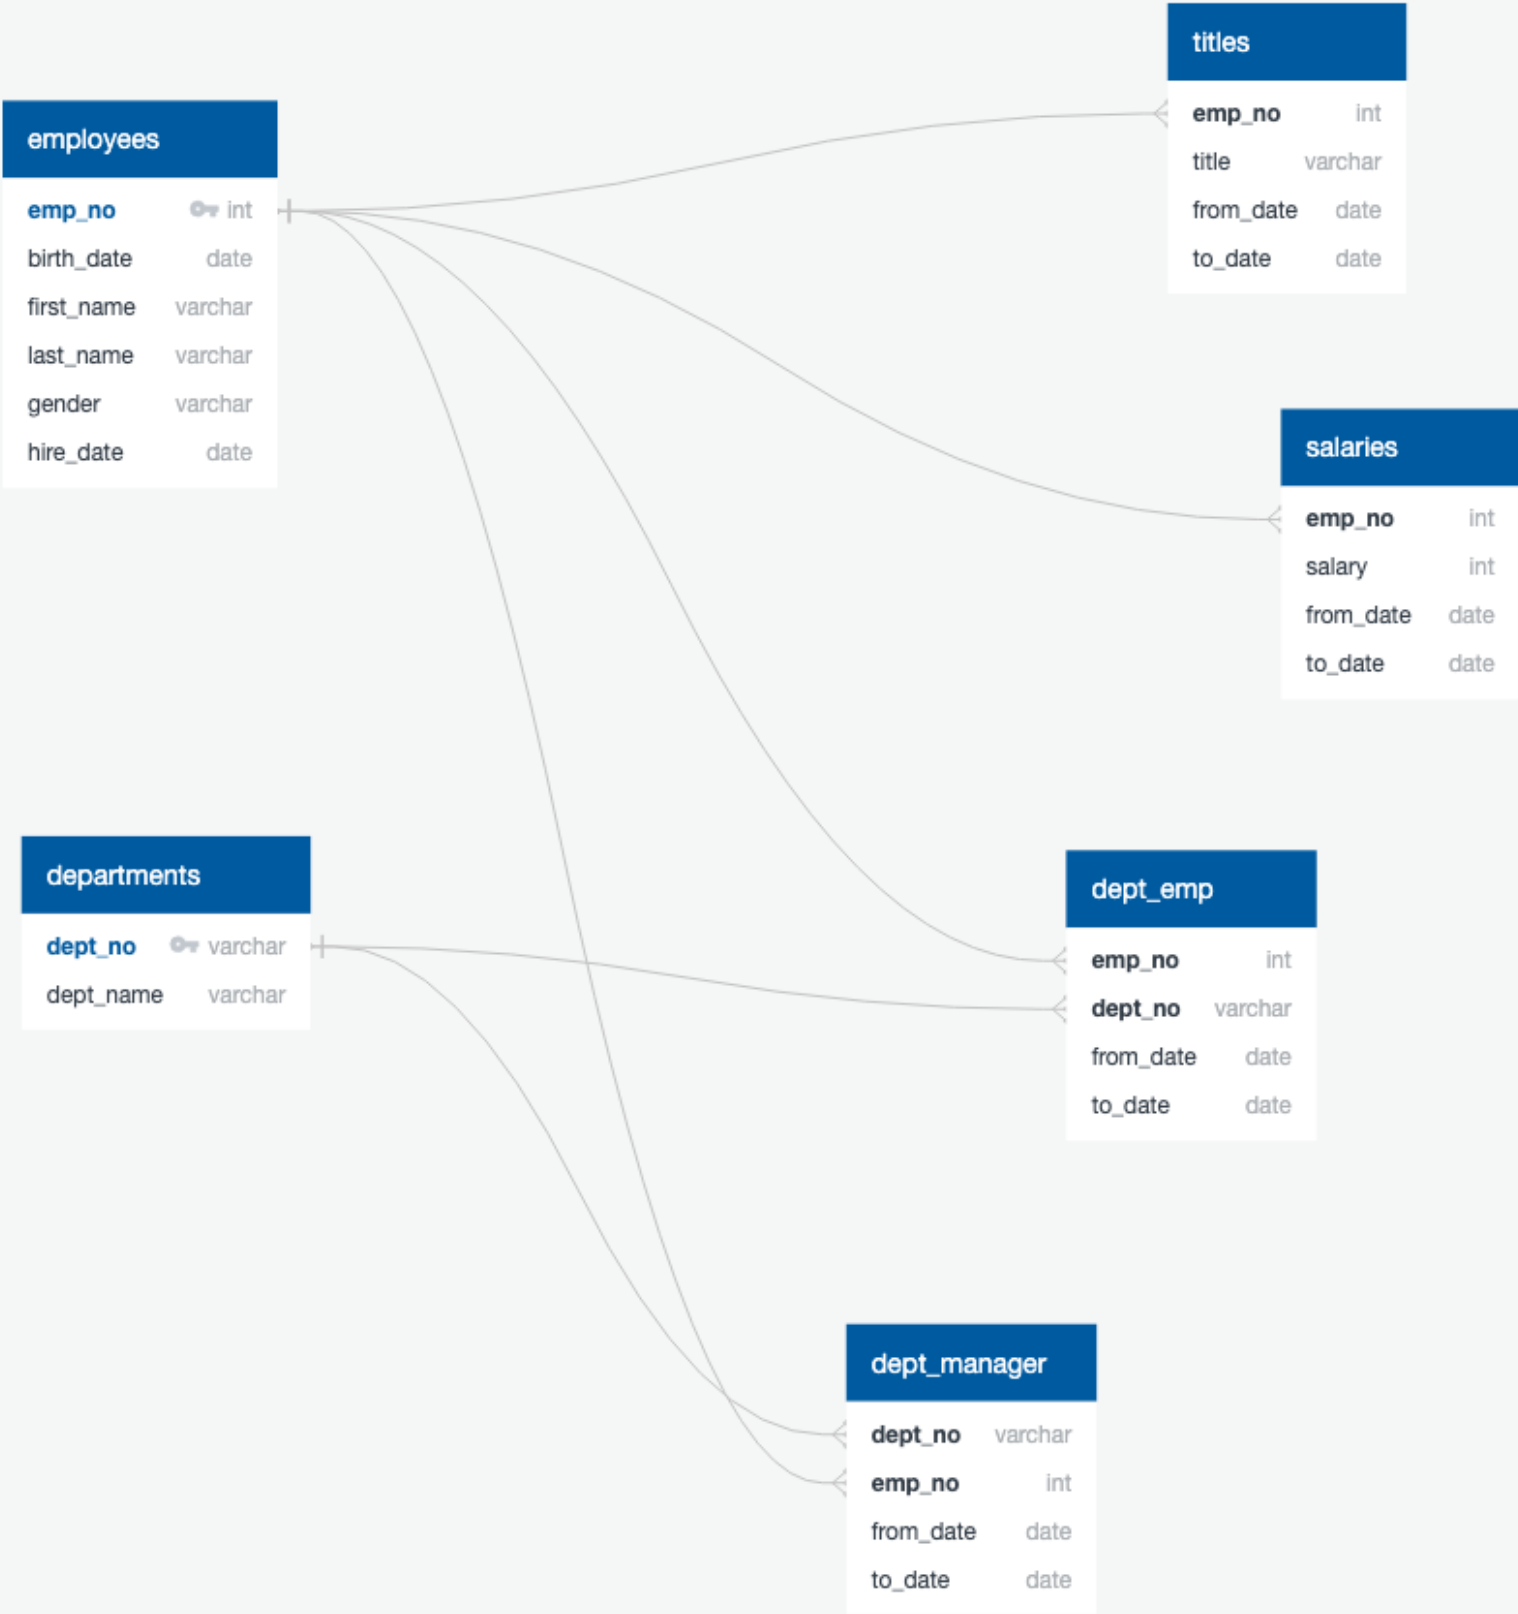 titles
emp_no int
title varchar
from_date date
to_date date
employees
emp_no int
birth_date date
first_name varchar
last_name varchar
gender varchar
hire_date date
salaries
emp_no int
salary int
from_date date
to_date date
departments
dept_no varchar
dept_name varchar
dept_emp
emp_no int
dept_no varchar
from_date date
to_date date
dept_manager
dept_no varchar
emp_no int
from_date date
to_date date